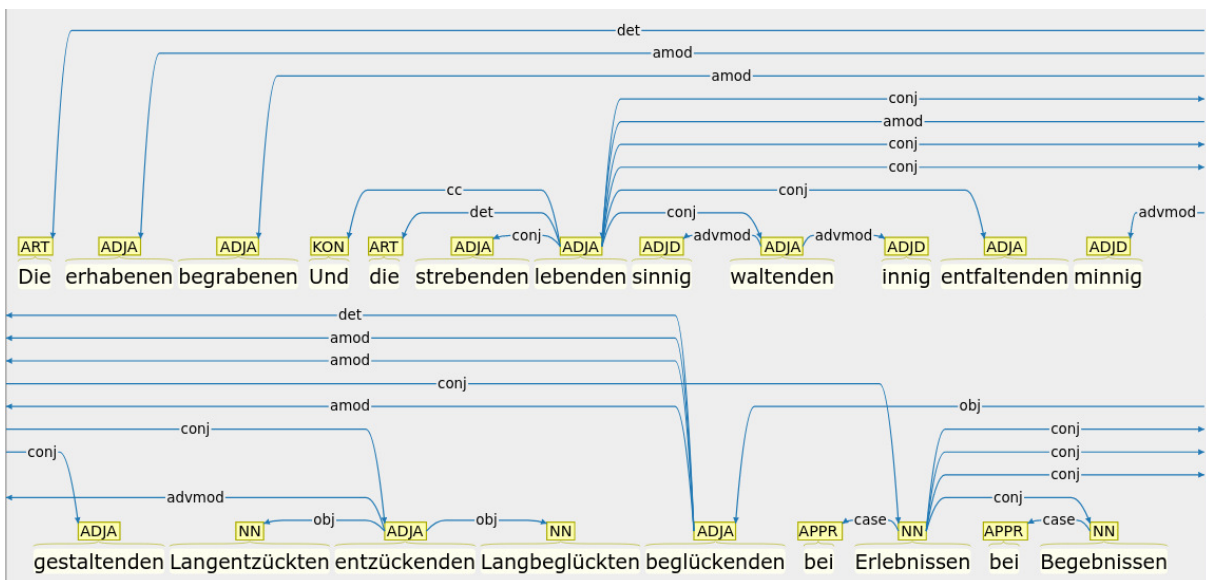 det
amod
amod
conj
amod
conj
conj
cc conj
det conj advmod
conj advmod advmod
ART ADJA ADJA KON ART ADJA ADJA ADJD ADJA ADJD ADJA ADJD
Die erhabenen begrabenen Und die strebenden lebenden sinnig waltenden innig entfaltenden minnig
det
amod
amod
conj
amod obj
conj conj
conj conj
conj
advmod conj
obj obj case case
ADJA NN ADJA NN ADJA APPR NN APPR NN
gestaltenden Langentzückten entzückenden Langbeglückten beglückenden bei Erlebnissen bei Begebnissen